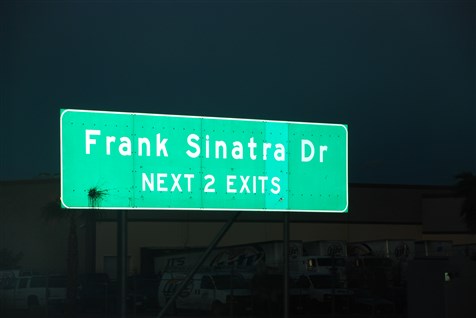 Frank Sinatra Dr
NEXT 2 EXITS